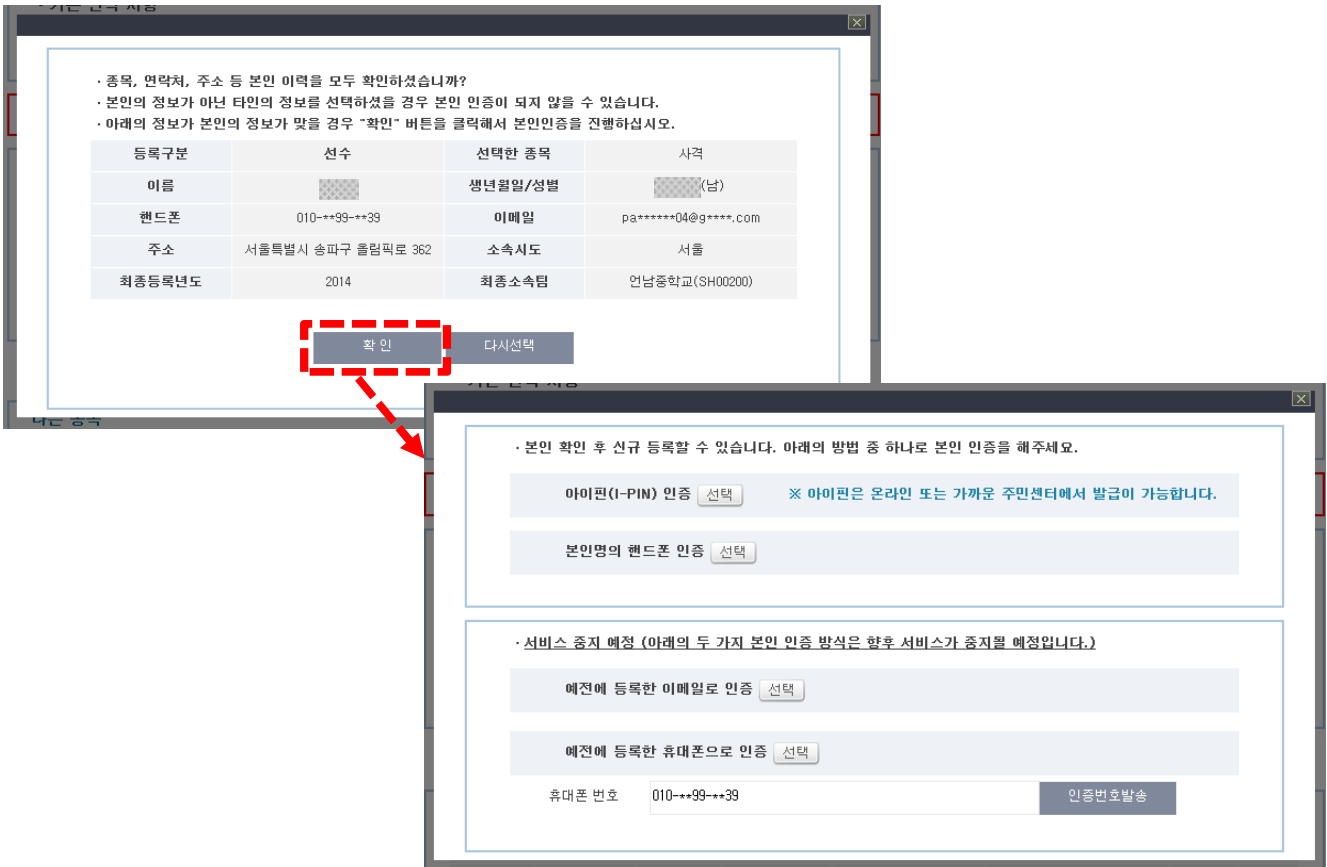 · 종목, 연락처, 주소 등 본인 이력을 모두 확인하셨습니까?
· 본인의 정보가 아닌 타인의 정보를 선택하셨을 경우 본인 인증이 되지 않을 수 있습니다.
· 아래의 정보가 본인의 정보가 맞을 경우 "확인" 버튼을 클릭해서 본인인증을 진행하십시오.
등록구분 선수 선택한 종목 사격
이름 생년월일/성별 (남)
핸드폰 010-**99-**39 이메일 pa******04@g****.com
주소 서울특별시 송파구 올림픽로 362 소속시도 서울
최종등록년도 2014 최종소속팀 언남중학교(SH00200)
확 인 다시선택
다른 종목
· 본인 확인 후 신규 등록할 수 있습니다. 아래의 방법 중 하나로 본인 인증을 해주세요.
아이핀(I-PIN) 인증 선택 ※ 아이핀은 온라인 또는 가까운 주민센터에서 발급이 가능합니다.
본인명의 핸드폰 인증 선택
· 서비스 중지 예정 (아래의 두 가지 본인 인증 방식은 향후 서비스가 중지될 예정입니다.)
예전에 등록한 이메일로 인증 선택
예전에 등록한 휴대폰으로 인증 선택
휴대폰 번호 010-**99-**39 인증번호발송